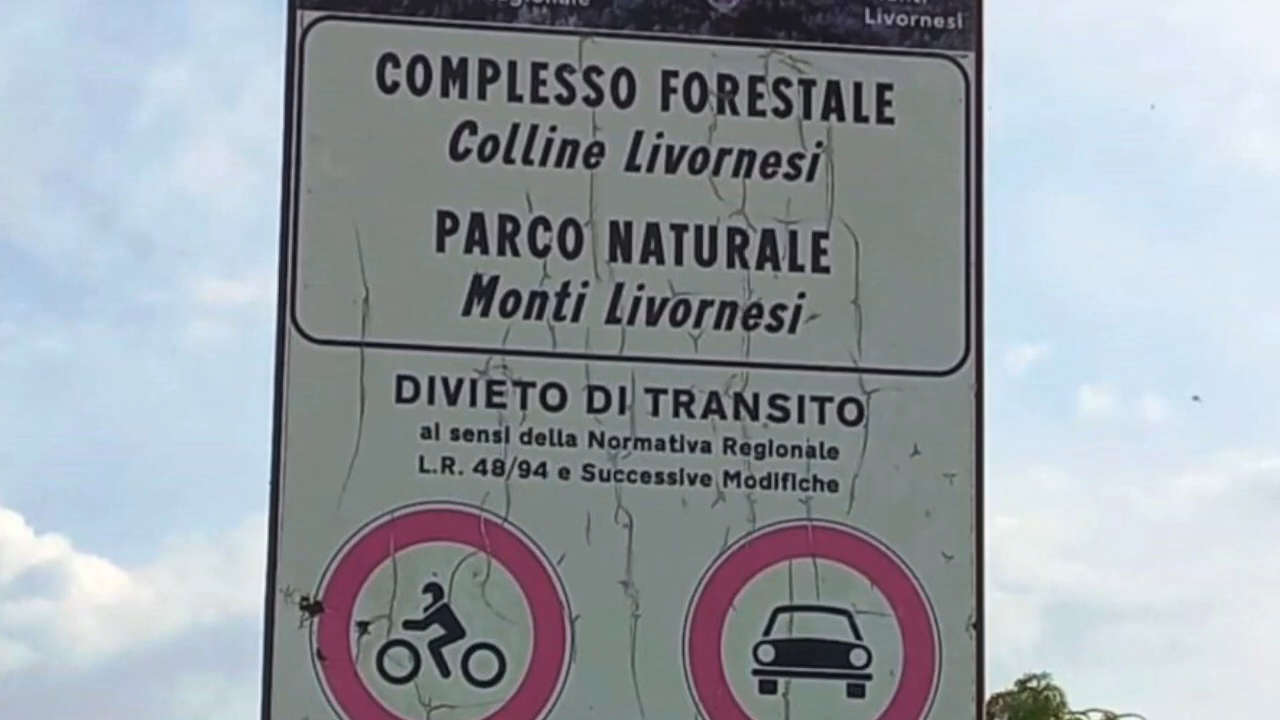 Livornesi
COMPLESSO FORESTALE
Colline Livornesi
PARCO NATURALE
Monti Livornesi
DIVIETO DI TRANSITO
ai sensi della Normativa Regionale
L.R. 48/94 e Successive Modifiche